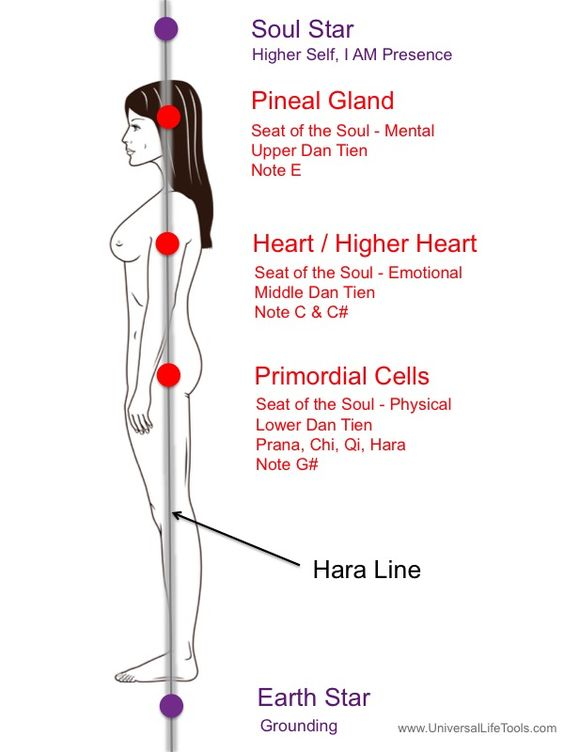 Soul Star
Higher Self, I AM Presence
Pineal Gland
Seat of the Soul - Mental
Upper Dan Tien
Note E
Heart / Higher Heart
Seat of the Soul - Emotional
Middle Dan Tien
Note C & C#
Primordial Cells
Seat of the Soul - Physical
Lower Dan Tien
Prana, Chi, Qi, Hara
Note G#
Hara Line
Earth Star
Grounding
www.UniversalLifeTools.com